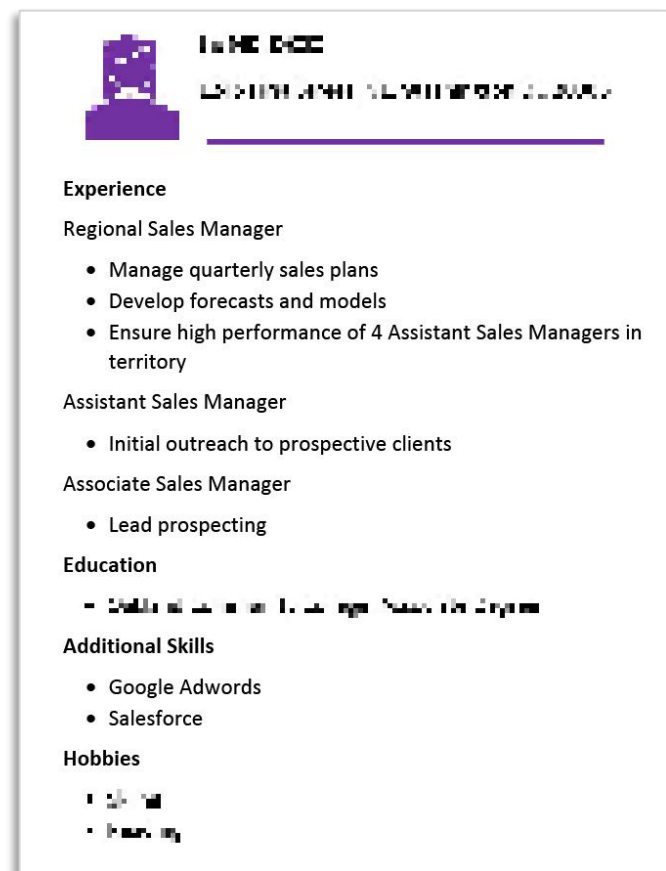 Experience
Regional Sales Manager
• Manage quarterly sales plans
• Develop forecasts and models
• Ensure high performance of 4 Assistant Sales Managers in
territory
Assistant Sales Manager
• Initial outreach to prospective clients
Associate Sales Manager
• Lead prospecting
Education
Additional Skills
• Google Adwords
• Salesforce
Hobbies